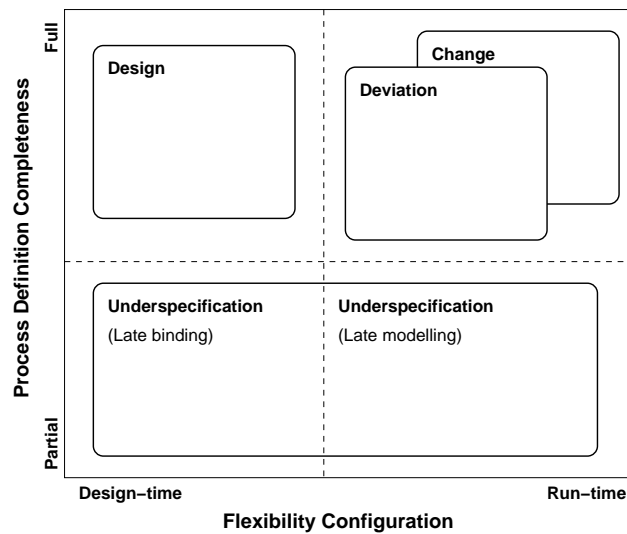 Full
Process Definition Completeness
Partial
Design
Change
Deviation
Underspecification
(Late binding)
Underspecification
(Late modelling)
Design−time
Run−time
Flexibility Configuration